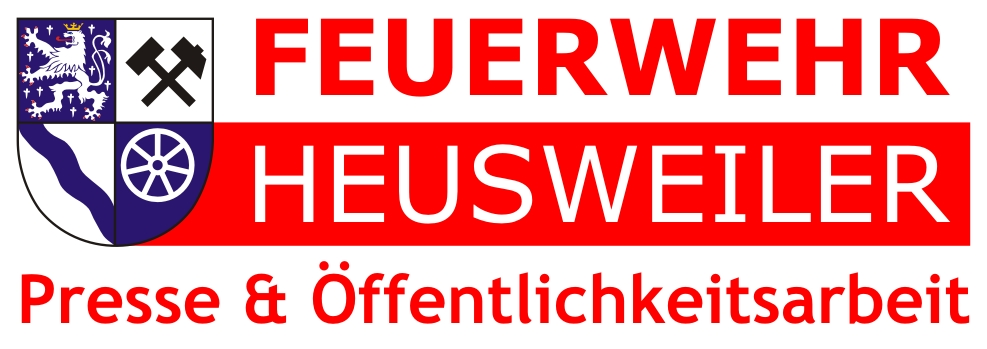 FEUERWEHR
HEUSWEILER
Presse & Öffentlichkeitsarbeit